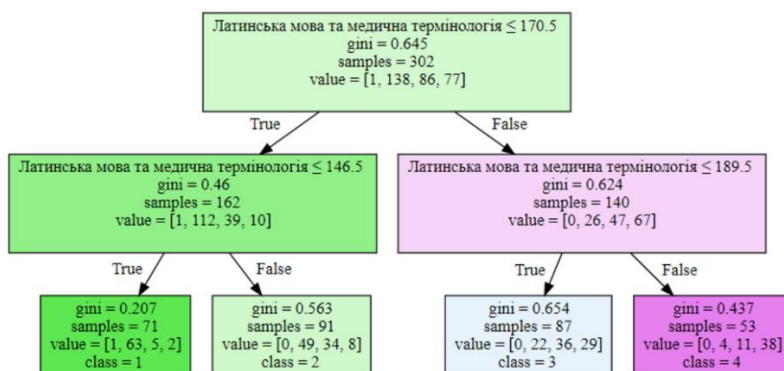 Латинська мова та медична термінологія ≤ 170.5
gini = 0.645
samples = 302
value = [1, 138, 86, 77]
True
False
Латинська мова та медична термінологія ≤ 146.5
gini = 0.46
samples = 162
value = [1, 112, 39, 10]
Латинська мова та медична термінологія ≤ 189.5
gini = 0.624
samples = 140
value = [0, 26, 47, 67]
True
False
True
False
gini = 0.207
samples = 71
value = [1, 63, 5, 2]
class = 1
gini = 0.563
samples = 91
value = [0, 49, 34, 8]
class = 2
gini = 0.654
samples = 87
value = [0, 22, 36, 29]
class = 3
gini = 0.437
samples = 53
value = [0, 4, 11, 38]
class = 4